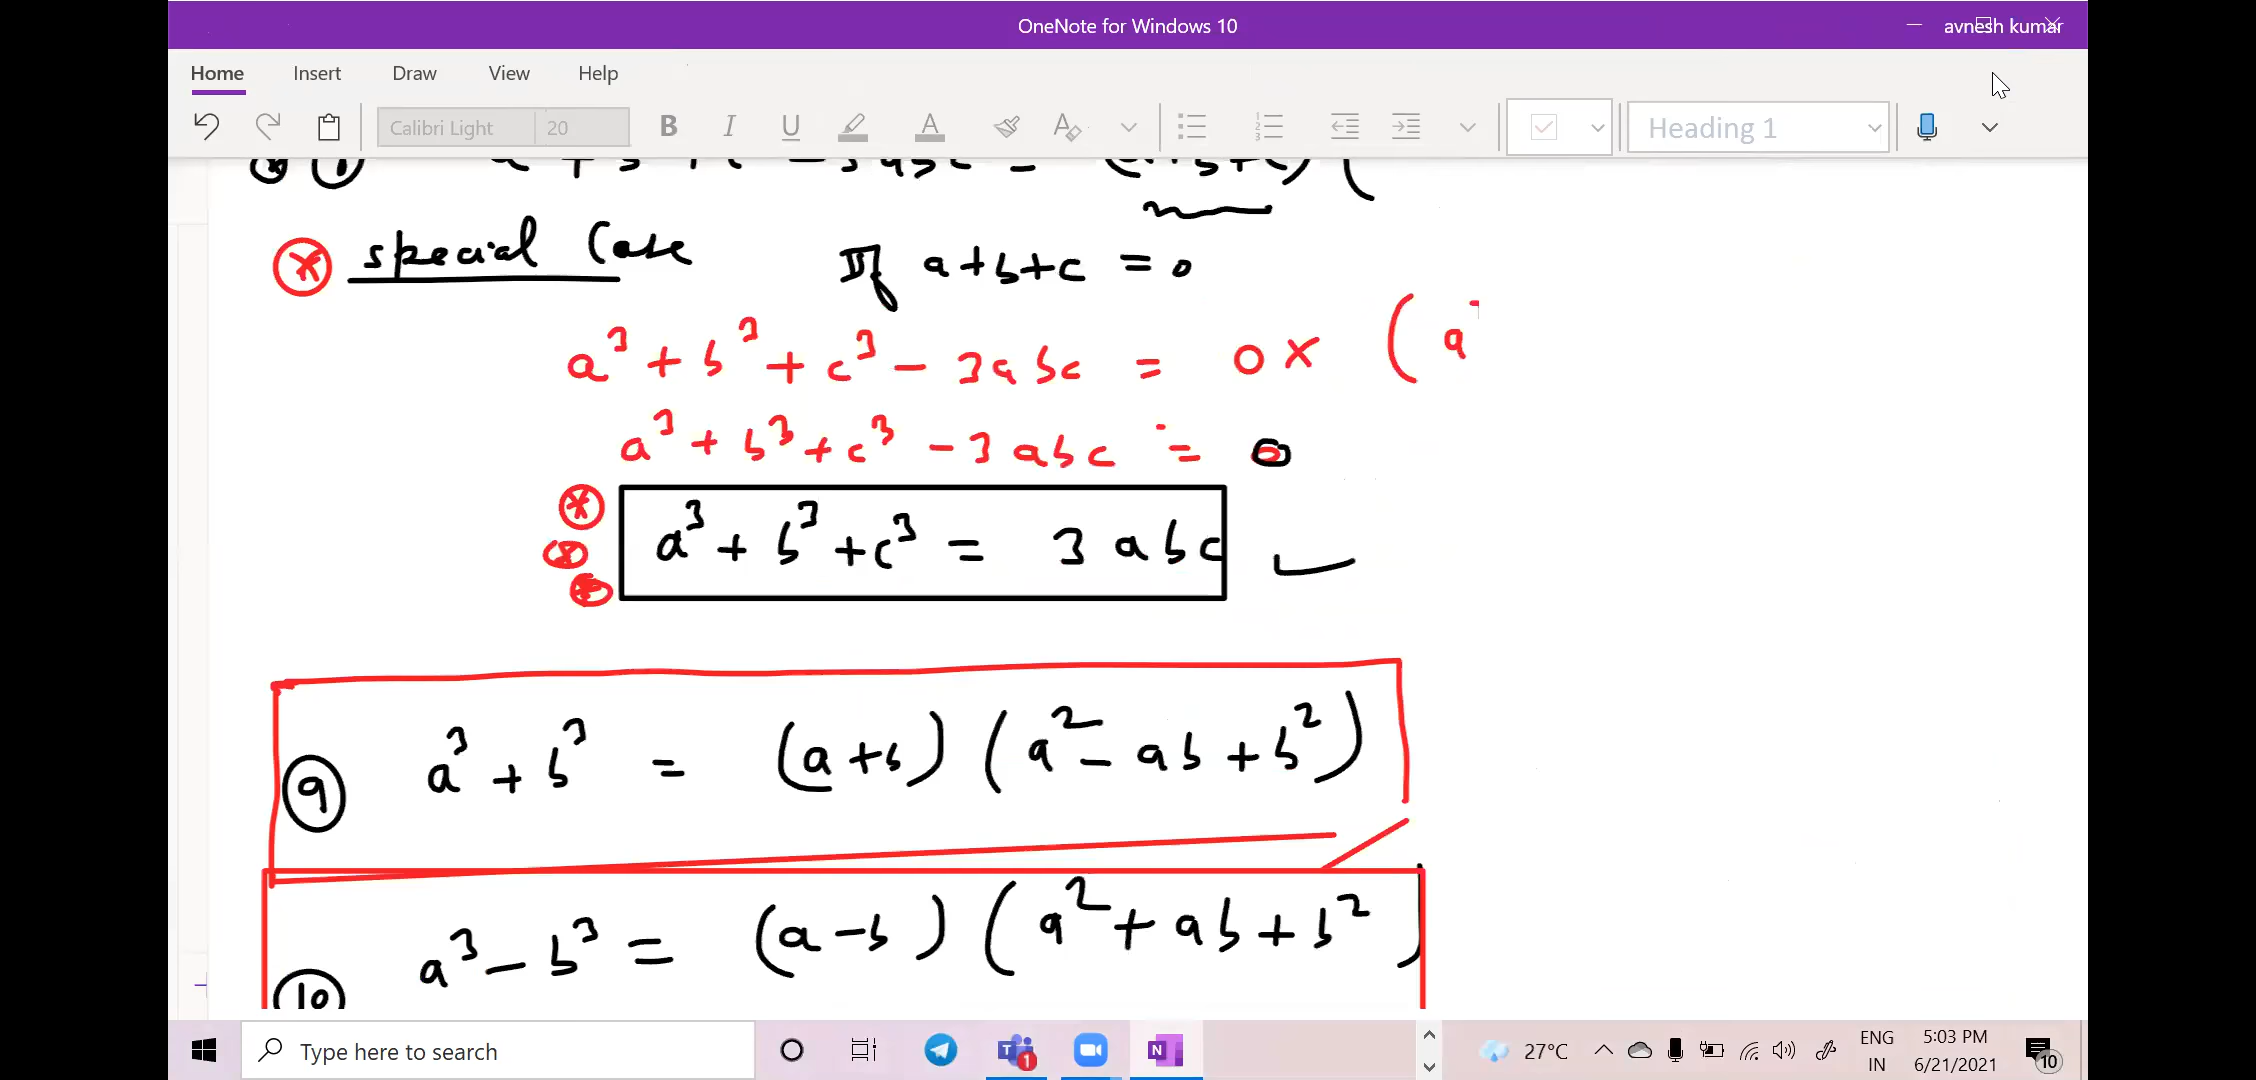 OneNote for Windows 10
avnesh kumar
Home Insert Draw View Help
Calibri Light 20 B I U A A Heading 1
special Case If a+b+c = 0
a³ + b³ + c³ - 3abc = 0 × ( a
a³ + b³ + c³ - 3abc = 0
a³ + b³ + c³ = 3abc
9 a³ + b³ = (a+b) (a² - ab + b²)
a³ - b³ = (a-b) (a² + ab + b²)
10
Type here to search
27°C
ENG 5:03 PM
IN 6/21/2021
10